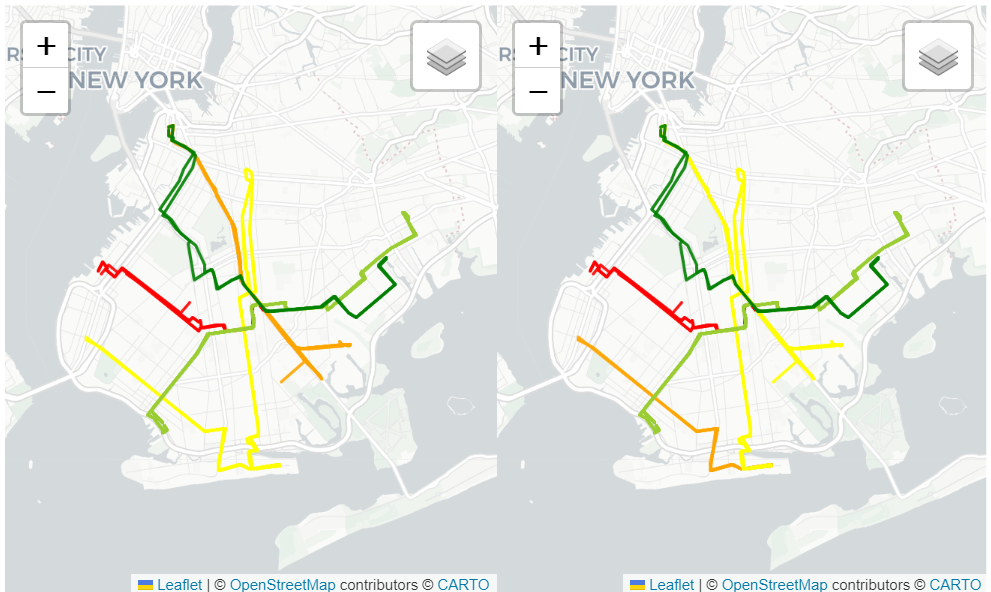 +
CITY
NEW YORK
−
Leaflet | © OpenStreetMap contributors © CARTO
+
CITY
NEW YORK
−
Leaflet | © OpenStreetMap contributors © CARTO